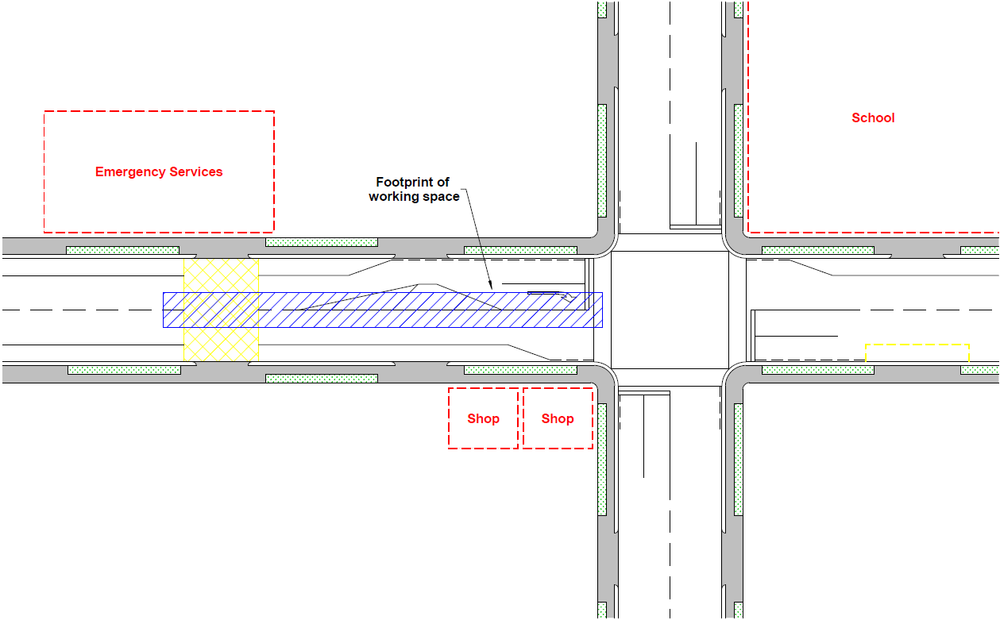 School
Emergency Services
Footprint of
working space
Shop
Shop